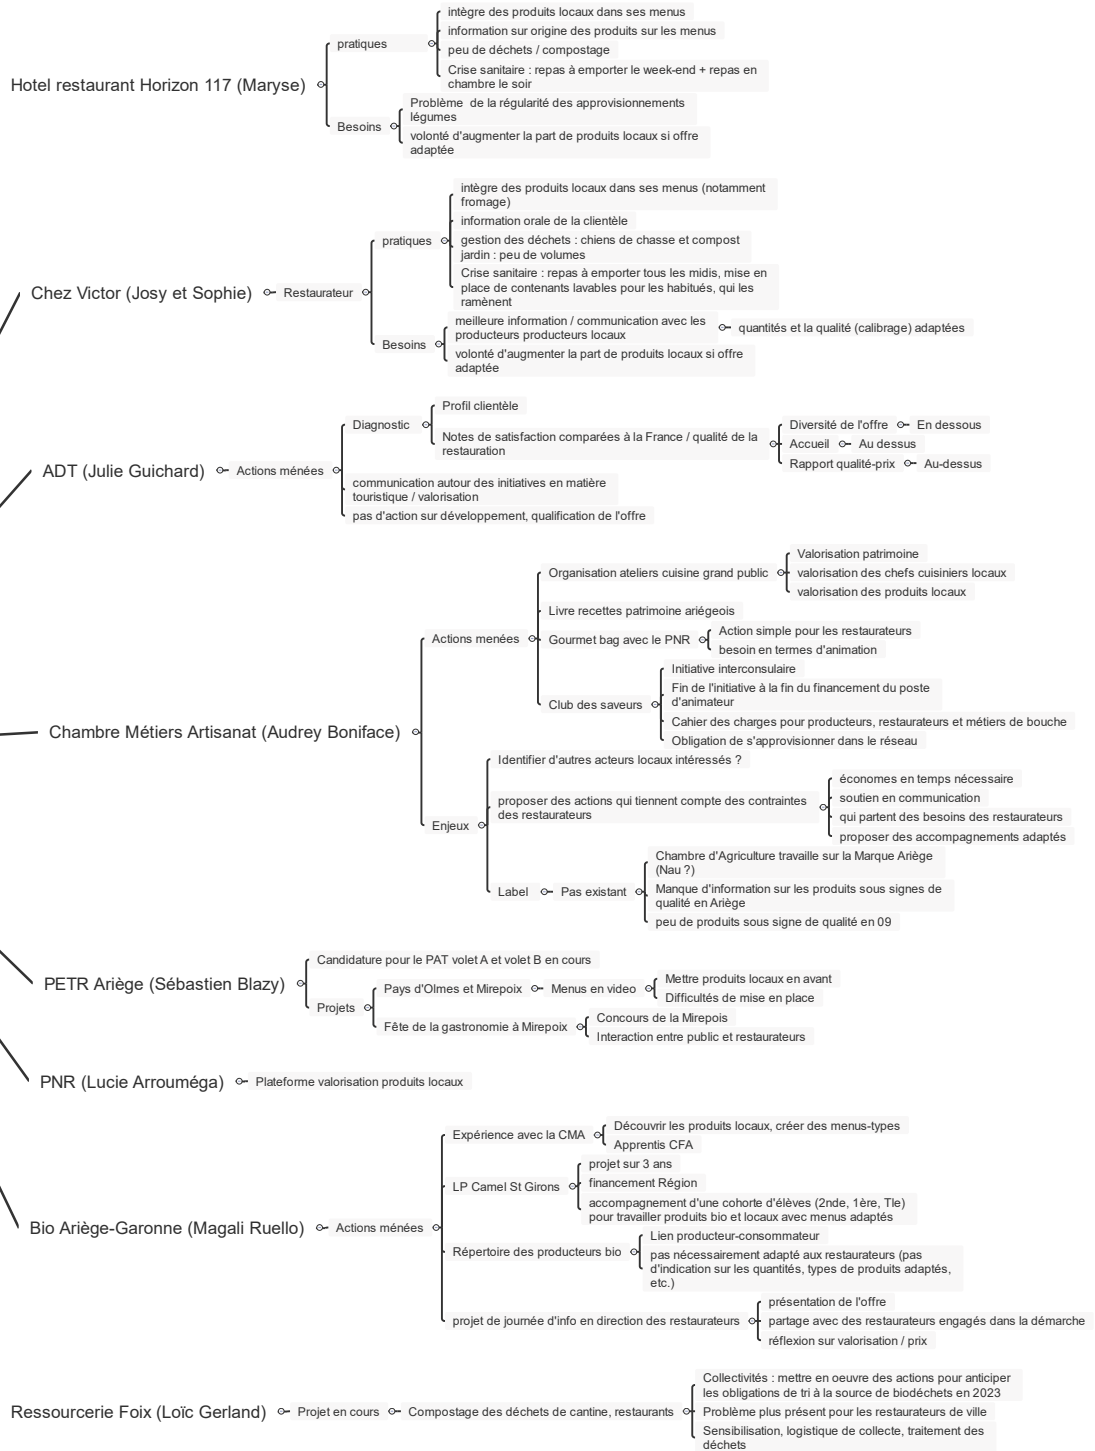 Hotel restaurant Horizon 117 (Maryse)
pratiques
intègre des produits locaux dans ses menus
information sur origine des produits sur les menus
peu de déchets / compostage
Crise sanitaire : repas à emporter le week-end + repas en
chambre le soir
Besoins
Problème  de la régularité des approvisionnements
légumes
volonté d'augmenter la part de produits locaux si offre
adaptée
Chez Victor (Josy et Sophie)
Restaurateur
pratiques
intègre des produits locaux dans ses menus (notamment
fromage)
information orale de la clientèle
gestion des déchets : chiens de chasse et compost
jardin : peu de volumes
Crise sanitaire : repas à emporter tous les midis, mise en
place de contenants lavables pour les habitués, qui les
ramènent
Besoins
meilleure information / communication avec les
producteurs producteurs locaux
quantités et la qualité (calibrage) adaptées
volonté d'augmenter la part de produits locaux si offre
adaptée
ADT (Julie Guichard)
Actions ménées
Diagnostic
Profil clientèle
Notes de satisfaction comparées à la France / qualité de la
restauration
Diversité de l'offre
En dessous
Accueil
Au dessus
Rapport qualité-prix
Au-dessus
communication autour des initiatives en matière
touristique / valorisation
pas d'action sur développement, qualification de l'offre
Chambre Métiers Artisanat (Audrey Boniface)
Actions menées
Organisation ateliers cuisine grand public
Valorisation patrimoine
valorisation des chefs cuisiniers locaux
valorisation des produits locaux
Livre recettes patrimoine ariégeois
Gourmet bag avec le PNR
Action simple pour les restaurateurs
besoin en termes d'animation
Club des saveurs
Initiative interconsulaire
Fin de l'initiative à la fin du financement du poste
d'animateur
Cahier des charges pour producteurs, restaurateurs et métiers de bouche
Obligation de s'approvisionner dans le réseau
Enjeux
Identifier d'autres acteurs locaux intéressés ?
proposer des actions qui tiennent compte des contraintes
des restaurateurs
économes en temps nécessaire
soutien en communication
qui partent des besoins des restaurateurs
proposer des accompagnements adaptés
Label
Pas existant
Chambre d'Agriculture travaille sur la Marque Ariège
(Nau ?)
Manque d'information sur les produits sous signes de
qualité en Ariège
peu de produits sous signe de qualité en 09
PETR Ariège (Sébastien Blazy)
Candidature pour le PAT volet A et volet B en cours
Projets
Pays d'Olmes et Mirepoix
Menus en video
Mettre produits locaux en avant
Difficultés de mise en place
Fête de la gastronomie à Mirepoix
Concours de la Mirepois
Interaction entre public et restaurateurs
PNR (Lucie Arrouméga)
Plateforme valorisation produits locaux
Bio Ariège-Garonne (Magali Ruello)
Actions ménées
Expérience avec la CMA
Découvrir les produits locaux, créer des menus-types
Apprentis CFA
LP Camel St Girons
projet sur 3 ans
financement Région
accompagnement d'une cohorte d'élèves (2nde, 1ère, Tle)
pour travailler produits bio et locaux avec menus adaptés
Répertoire des producteurs bio
Lien producteur-consommateur
pas nécessairement adapté aux restaurateurs (pas
d'indication sur les quantités, types de produits adaptés,
etc.)
projet de journée d'info en direction des restaurateurs
présentation de l'offre
partage avec des restaurateurs engagés dans la démarche
réflexion sur valorisation / prix
Ressourcerie Foix (Loïc Gerland)
Projet en cours
Compostage des déchets de cantine, restaurants
Collectivités : mettre en oeuvre des actions pour anticiper
les obligations de tri à la source de biodéchets en 2023
Problème plus présent pour les restaurateurs de ville
Sensibilisation, logistique de collecte, traitement des
déchets